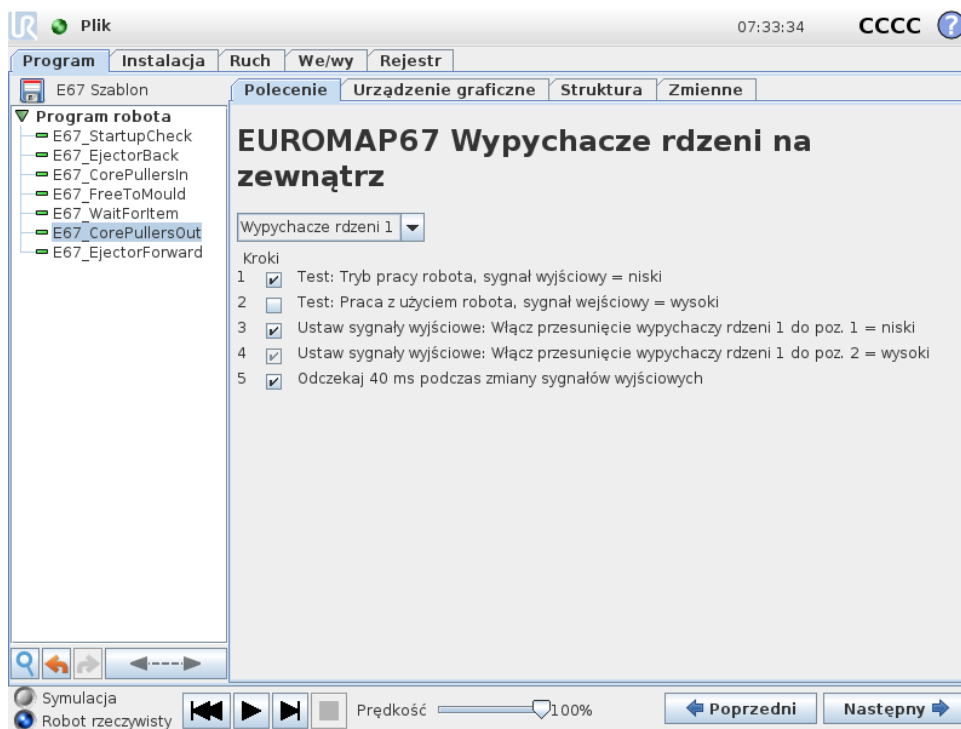 UR Plik 07:33:34 CCCC ?
Program Instalacja Ruch We/wy Rejestr
E67 Szablon
Program robota
E67_StartupCheck
E67_EjectorBack
E67_CorePullersIn
E67_FreeToMould
E67_WaitForItem
E67_CorePullersOut
E67_EjectorForward
Polecenie Urządzenie graficzne Struktura Zmienne
EUROMAP67 Wypychacze rdzeni na
zewnątrz
Wypychacze rdzeni 1
Kroki
1 Test: Tryb pracy robota, sygnał wyjściowy = niski
2 Test: Praca z użyciem robota, sygnał wejściowy = wysoki
3 Ustaw sygnały wyjściowe: Włącz przesunięcie wypychaczy rdzeni 1 do poz. 1 = niski
4 Ustaw sygnały wyjściowe: Włącz przesunięcie wypychaczy rdzeni 1 do poz. 2 = wysoki
5 Odczekaj 40 ms podczas zmiany sygnałów wyjściowych
Symulacja
Robot rzeczywisty
Prędkość 100%
Poprzedni Następny